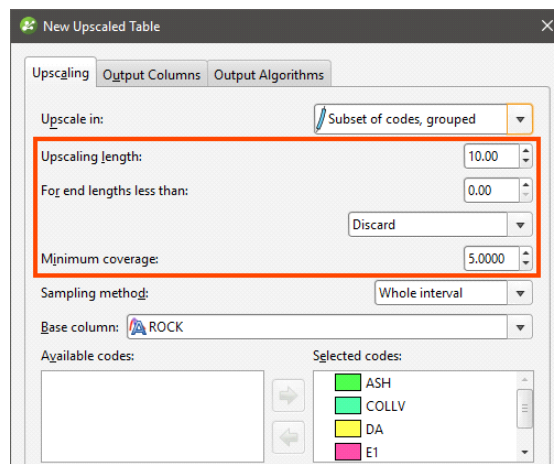 New Upscaled Table
Upscaling Output Columns Output Algorithms
Upscale in: Subset of codes, grouped
Upscaling length: 10.00
For end lengths less than: 0.00
Discard
Minimum coverage: 5.0000
Sampling method: Whole interval
Base column: ROCK
Available codes: Selected codes:
ASH
COLLV
DA
E1